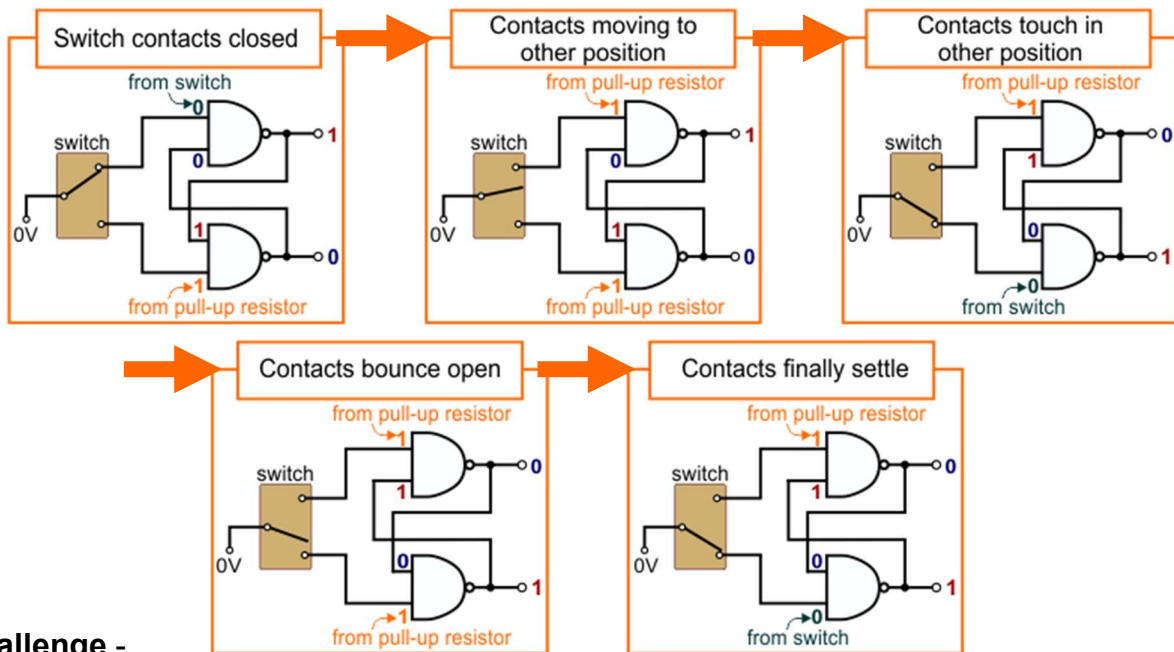 Switch contacts closed
Contacts moving to
other position
Contacts touch in
other position
from switch
0
switch
0
1
0V
1
0
1
from pull-up resistor
from pull-up resistor
1
switch
0
1
0V
1
0
1
from pull-up resistor
from pull-up resistor
1
switch
1
0
0V
0
1
0
from switch
Contacts bounce open
Contacts finally settle
from pull-up resistor
1
switch
1
0
0V
0
1
1
from pull-up resistor
from pull-up resistor
1
switch
1
0
0V
0
1
0
from switch
allenge -